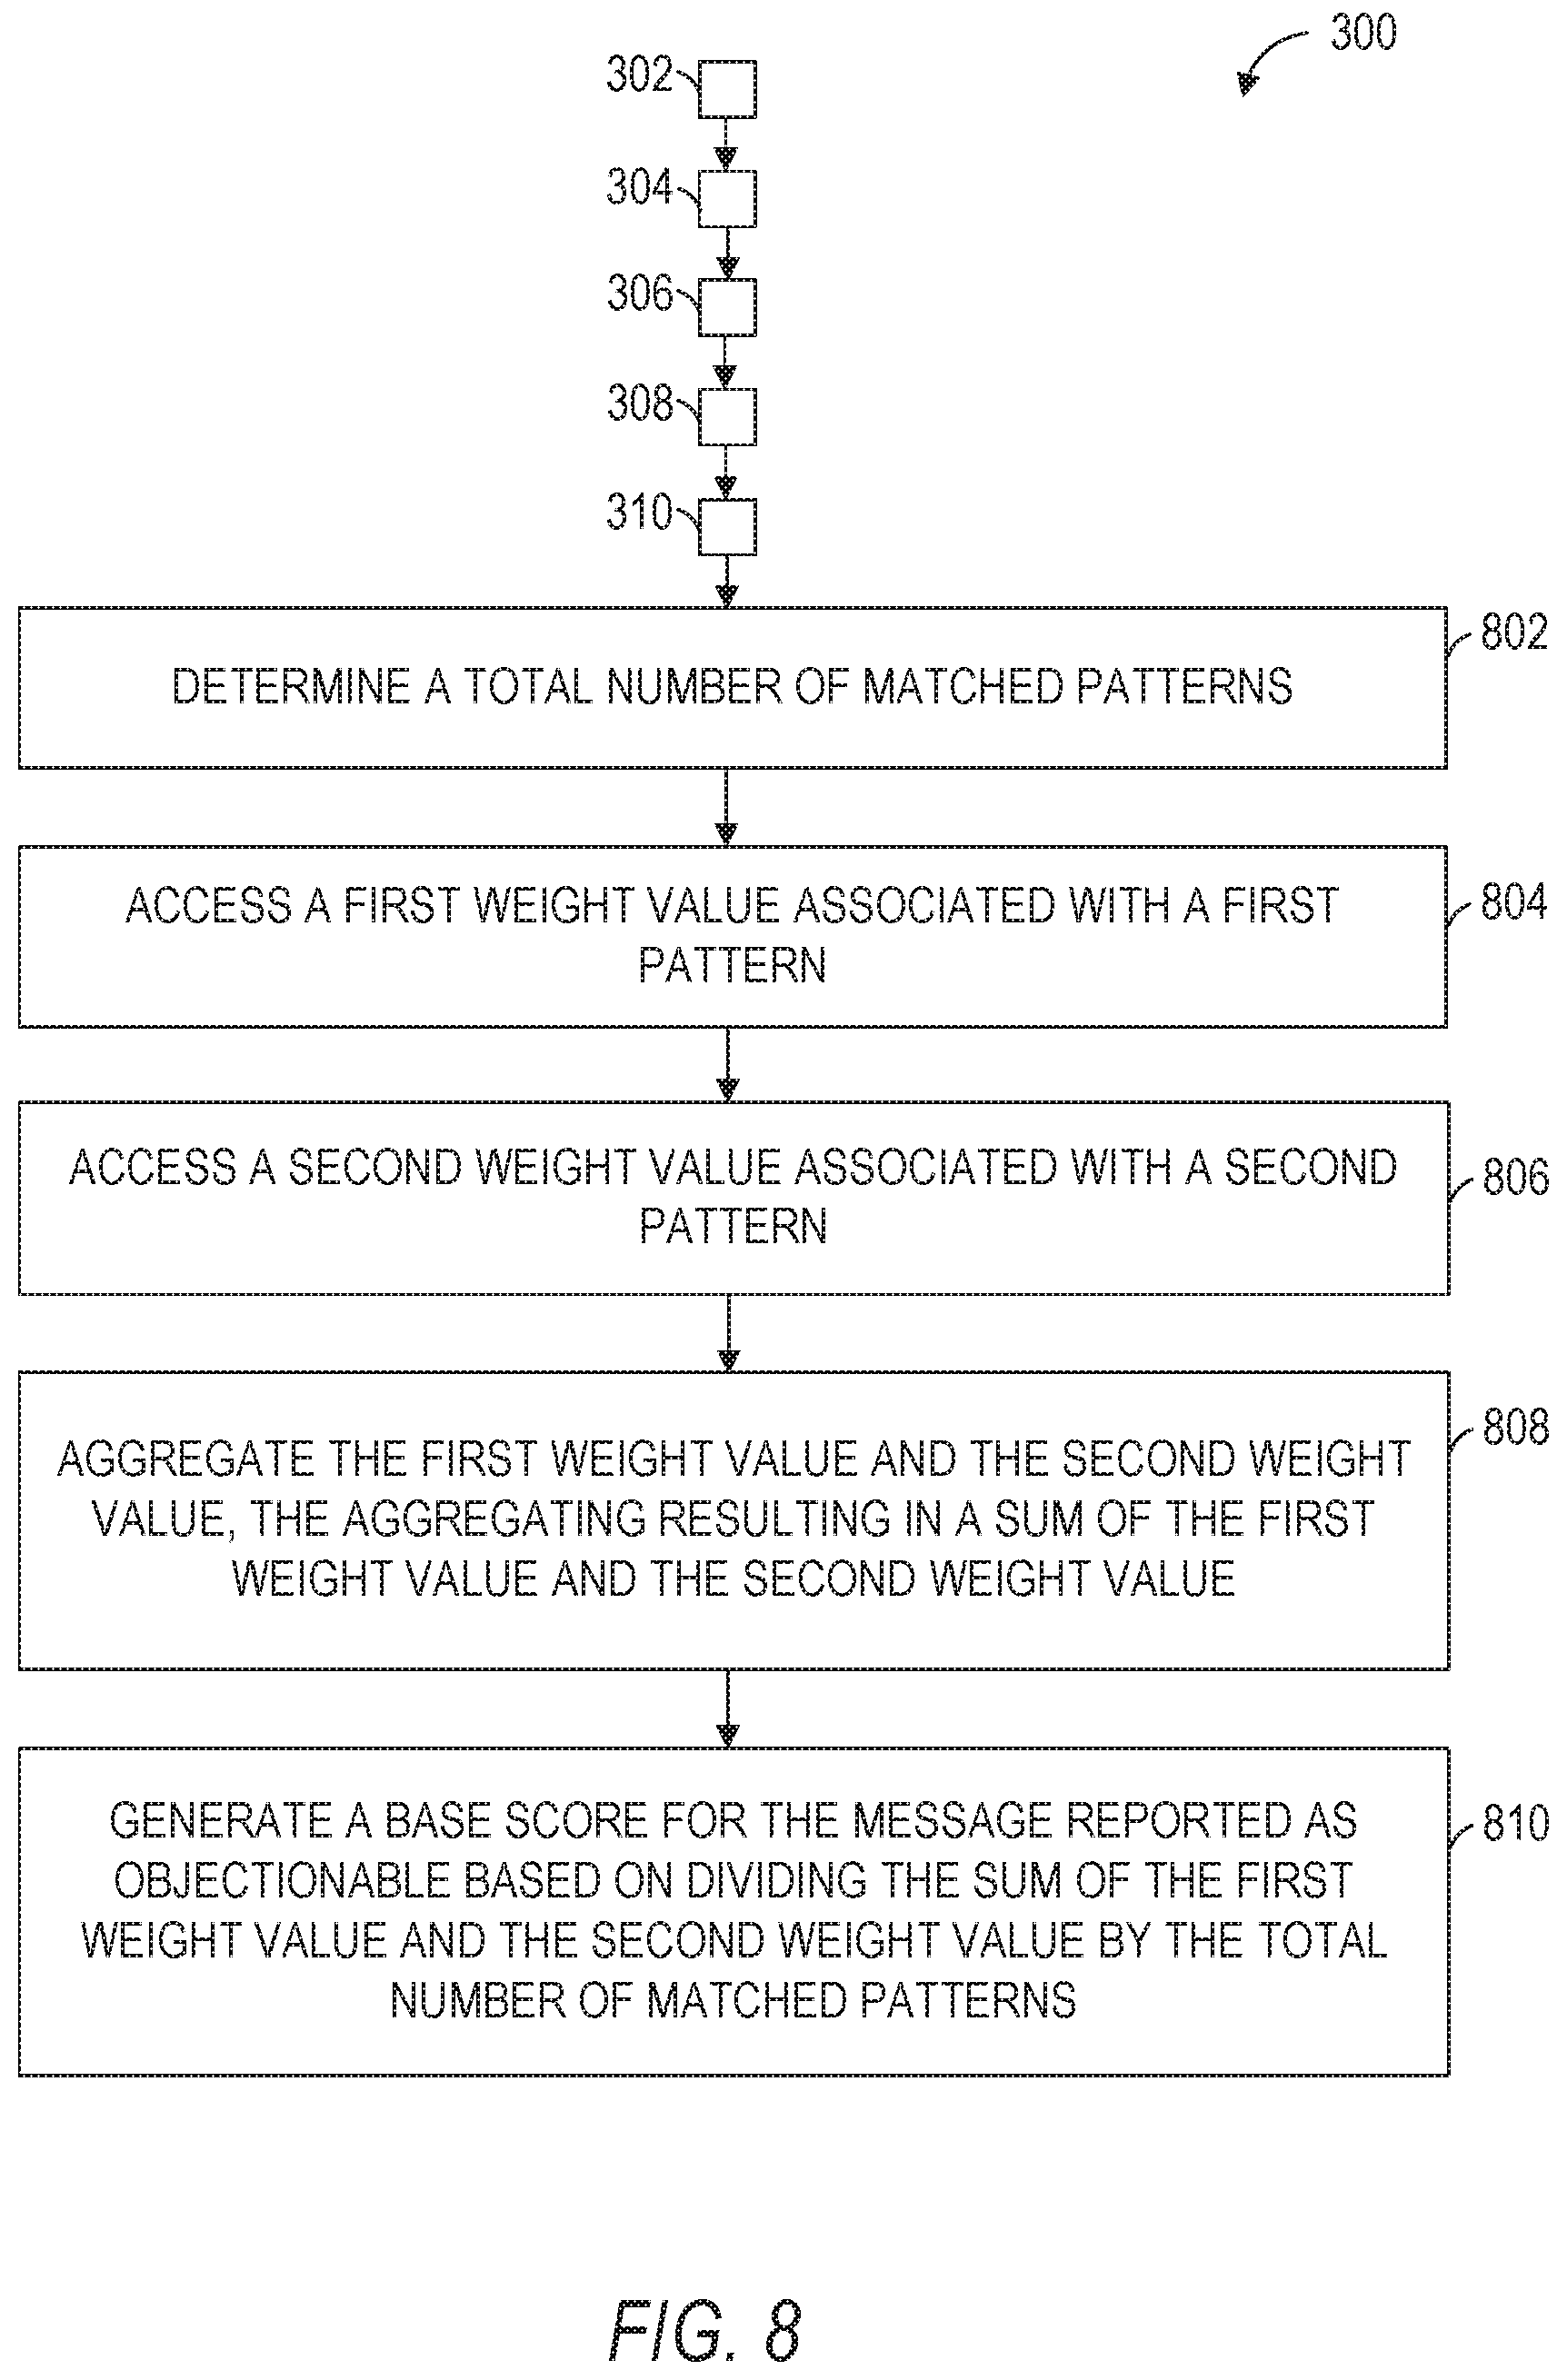 300
302
304
306
308
310
802
DETERMINE A TOTAL NUMBER OF MATCHED PATTERNS
804
ACCESS A FIRST WEIGHT VALUE ASSOCIATED WITH A FIRST
PATTERN
806
ACCESS A SECOND WEIGHT VALUE ASSOCIATED WITH A SECOND
PATTERN
808
AGGREGATE THE FIRST WEIGHT VALUE AND THE SECOND WEIGHT
VALUE, THE AGGREGATING RESULTING IN A SUM OF THE FIRST
WEIGHT VALUE AND THE SECOND WEIGHT VALUE
810
GENERATE A BASE SCORE FOR THE MESSAGE REPORTED AS
OBJECTIONABLE BASED ON DIVIDING THE SUM OF THE FIRST
WEIGHT VALUE AND THE SECOND WEIGHT VALUE BY THE TOTAL
NUMBER OF MATCHED PATTERNS
FIG. 8